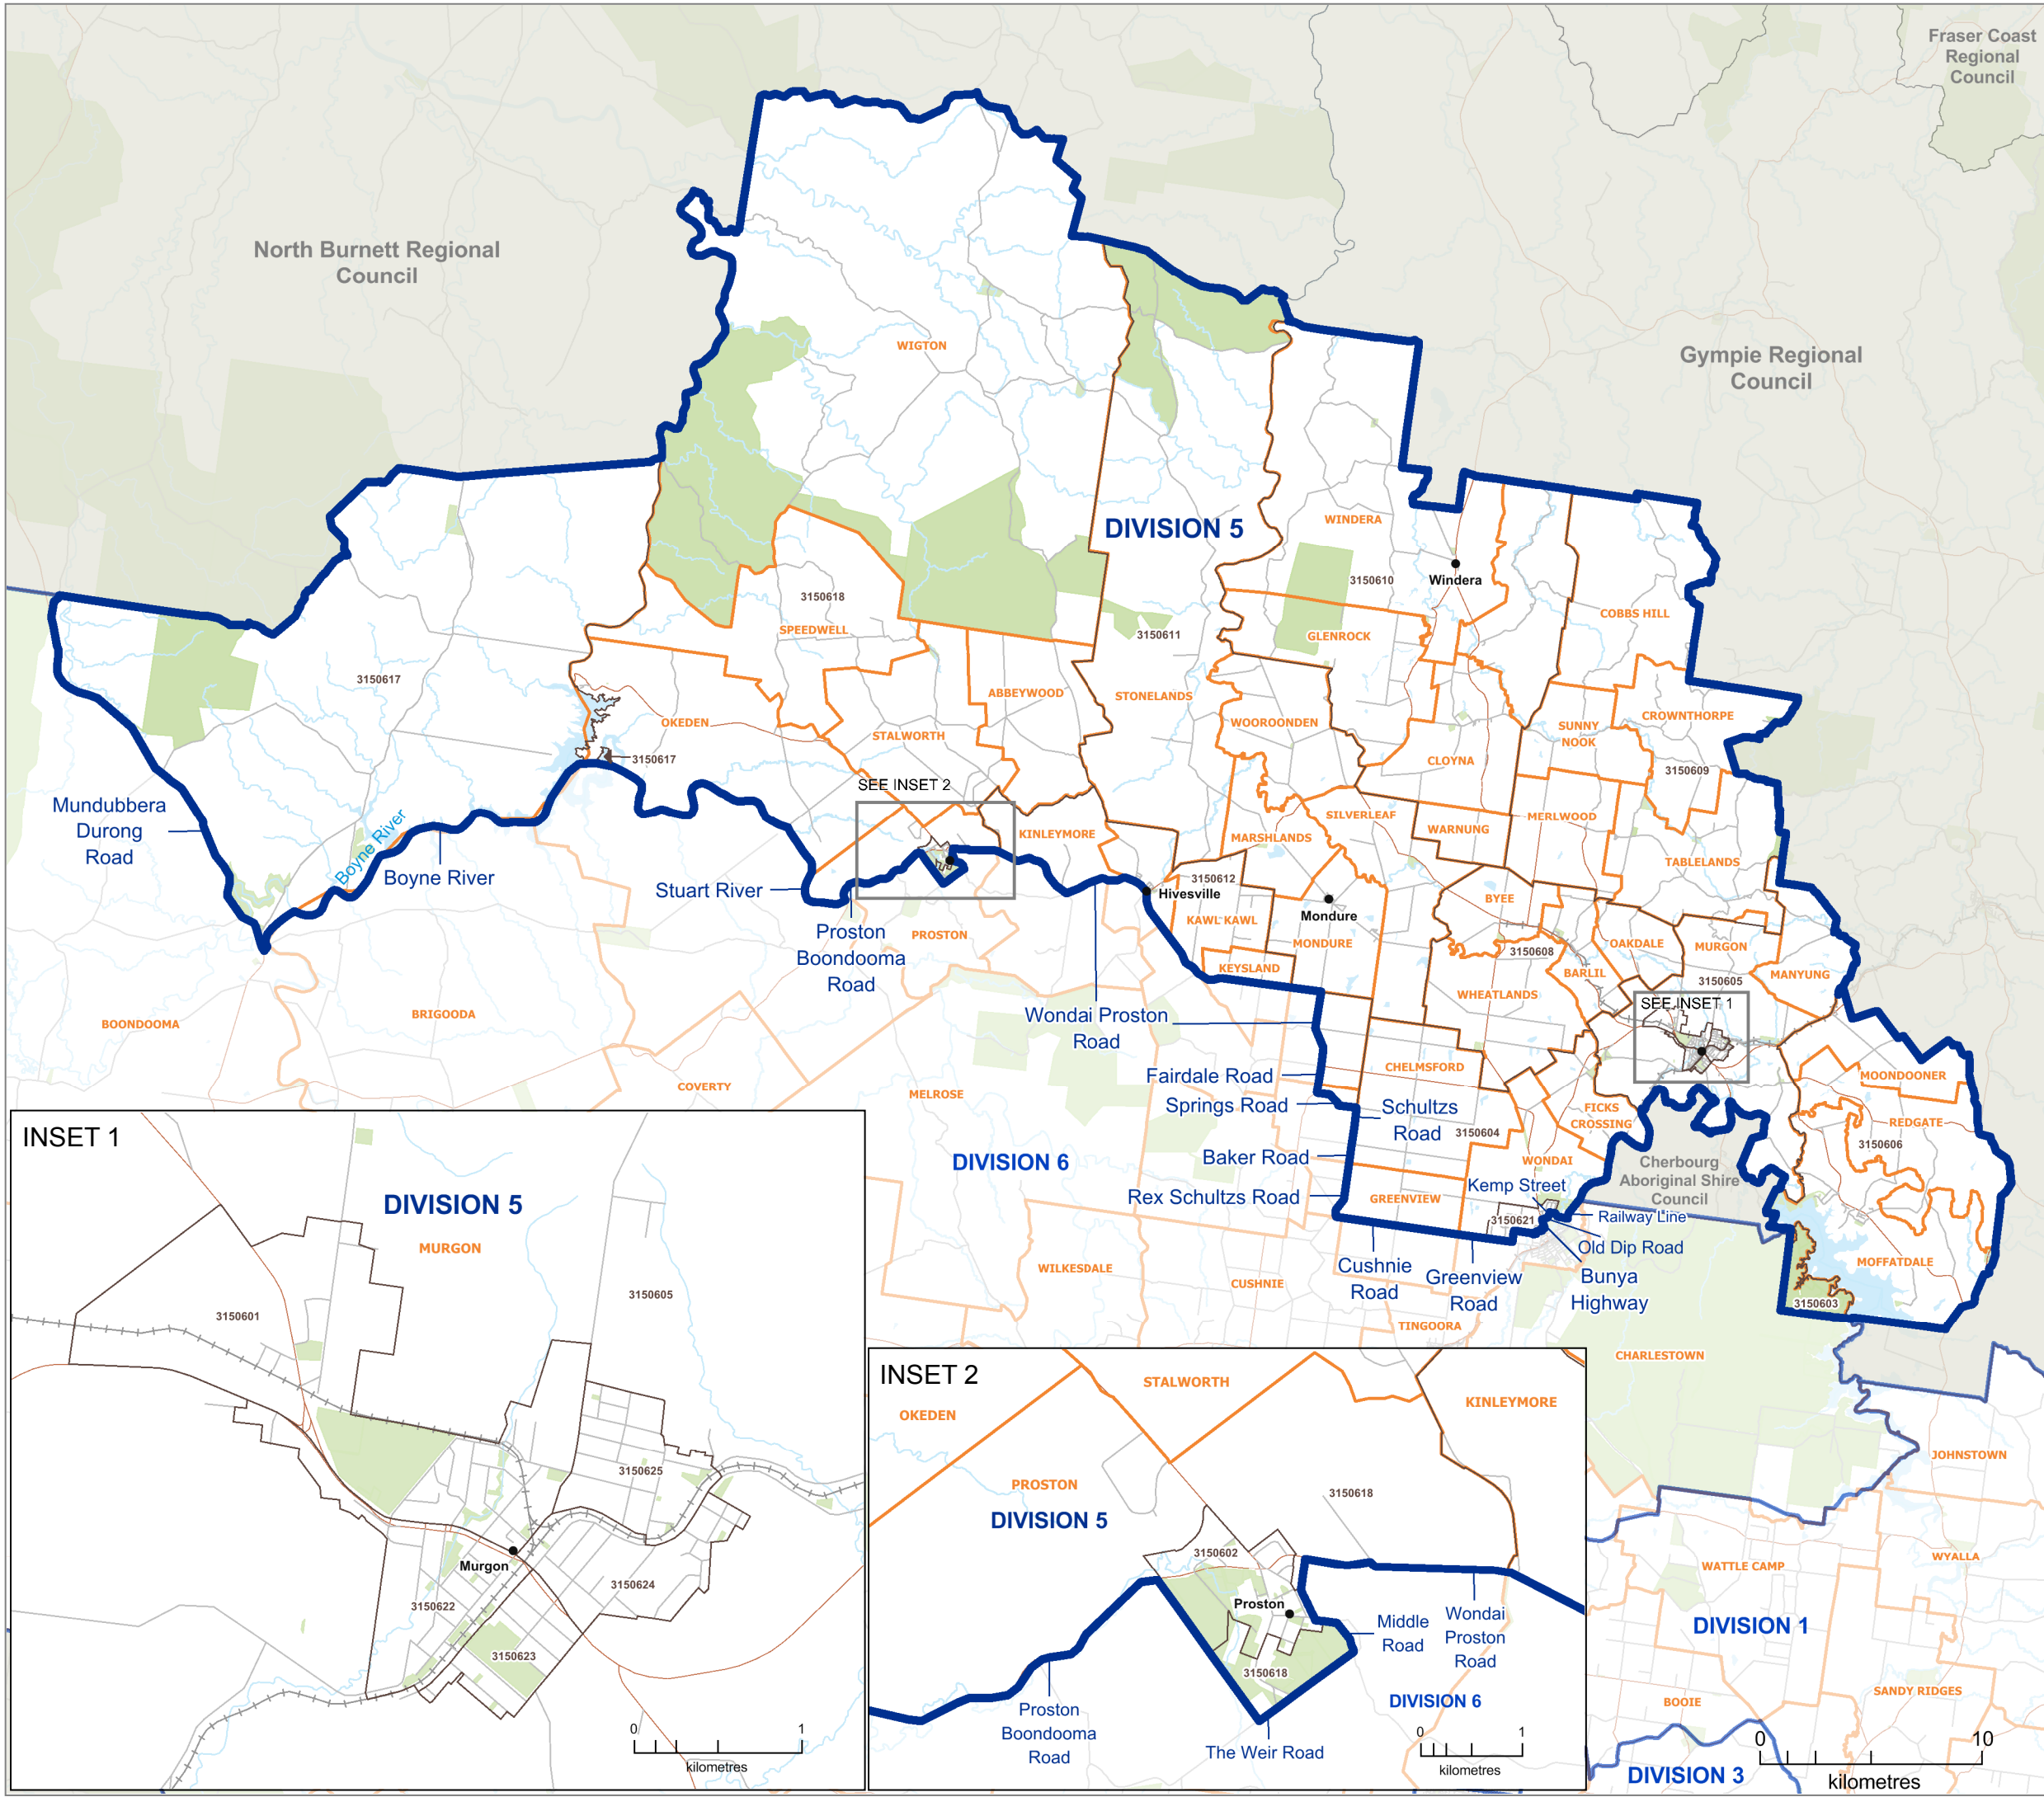 Fraser Coast
Regional
Council
North Burnett Regional
Council
Gympie Regional
Council
WIGTON
DIVISION 5
WINDERA
3150610
Windera
3150618
SPEEDWELL
COBBS HILL
3150611
GLENROCK
3150617
ABBEYWOOD
STONELANDS
OKEDEN
WOOROONDEN
SUNNY
NOOK
CROWNTHORPE
STALWORTH
3150617
CLOYNA
3150609
SEE INSET 2
Mundubbera
Durong
Road
Boyne River
KINLEYMORE
SILVERLEAF
MERLWOOD
WARNUNG
MARSHLANDS
TABLELANDS
Boyne River
Stuart River
3150612
Hivesville
BYEE
Mondure
KAWL KAWL
Proston
Boondooma
Road
PROSTON
MONDURE
OAKDALE
MURGON
3150608
KEYSLAND
BARLIL
MANYUNG
3150605
WHEATLANDS
SEE INSET 1
BOONDOOMA
BRIGOODA
Wondai Proston
Road
COVERTY
MELROSE
CHELMSFORD
Fairdale Road
Springs Road
Schultzs
Road
3150604
MOONDOONER
FICKS
CROSSING
REDGATE
3150606
DIVISION 6
Baker Road
WONDAI
Cherbourg
Aboriginal Shire
Council
Rex Schultzs Road
GREENVIEW
Kemp Street
3150621
Railway Line
Old Dip Road
WILKESDALE
CUSHNIE
Cushnie
Road
Greenview
Road
Bunya
Highway
MOFFATDALE
3150603
TINGOORA
CHARLESTOWN
JOHNSTOWN
WATTLE CAMP
WYALLA
DIVISION 1
BOOIE
SANDY RIDGES
DIVISION 3
0 10
kilometres
INSET 1
DIVISION 5
MURGON
3150605
3150601
3150625
Murgon
3150624
3150622
3150623
0 1
kilometres
INSET 2
STALWORTH
OKEDEN
KINLEYMORE
PROSTON
3150618
DIVISION 5
3150602
Proston
Middle
Road
Wondai
Proston
Road
3150618
DIVISION 6
Proston
Boondooma
Road
The Weir Road
0 1
kilometres